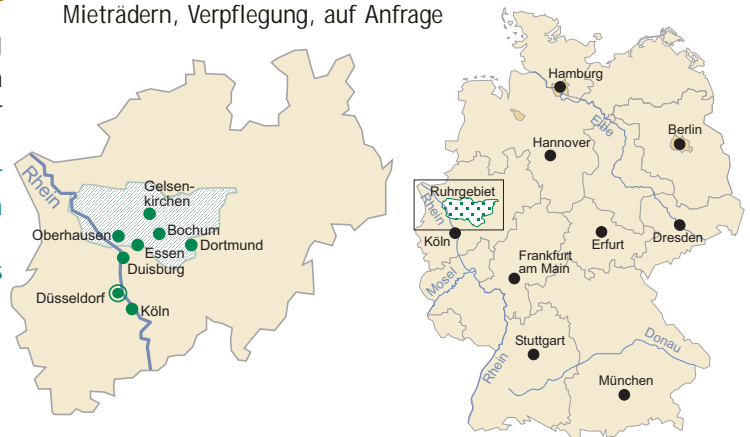 Mieträdern, Verpflegung, auf Anfrage
Rhein
Gelsen-
kirchen
Oberhausen
Bochum
Essen
Dortmund
Duisburg
Düsseldorf
Köln
Hamburg
Elbe
Berlin
Hannover
Ruhrgebiet
Rhein
Köln
Erfurt
Dresden
Frankfurt
am Main
Mosel
Stuttgart
Donau
Rhein
München